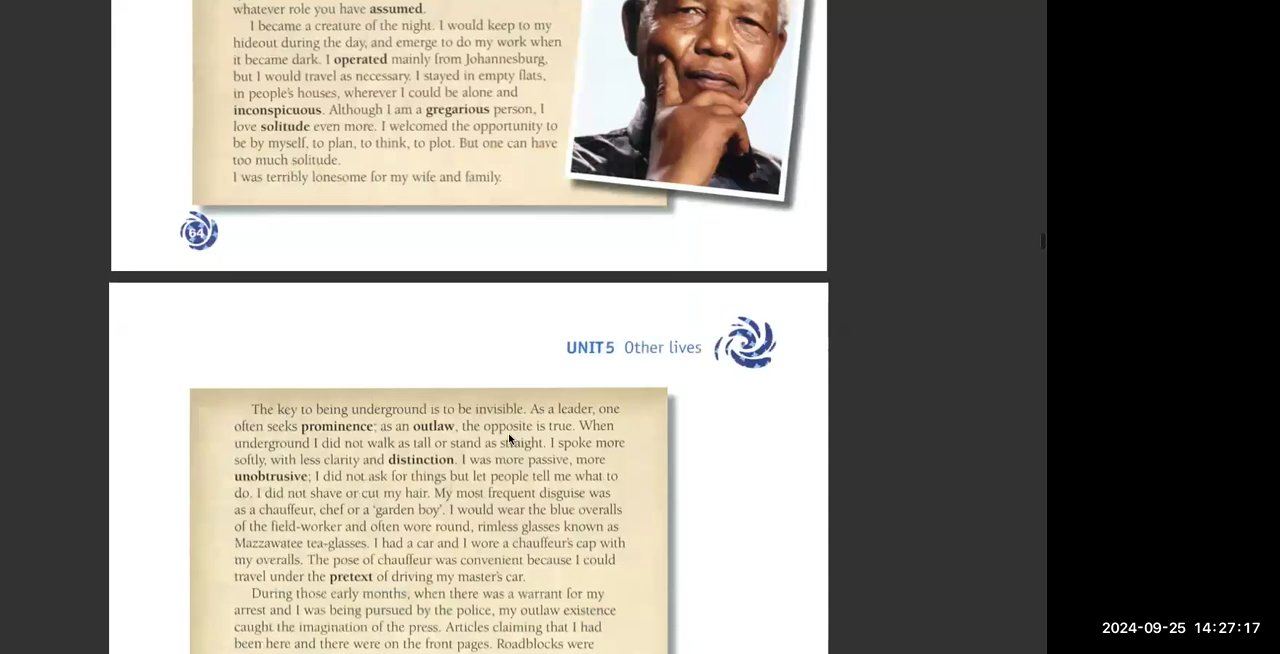 whatever role you have assumed.
I became a creature of the night. I would keep to my
hideout during the day, and emerge to do my work when
it became dark. I operated mainly from Johannesburg,
but I would travel as necessary. I stayed in empty flats,
in people's houses, wherever I could be alone and
inconspicuous. Although I am a gregarious person, I
love solitude even more. I welcomed the opportunity to
be by myself, to plan, to think, to plot. But one can have
too much solitude.
I was terribly lonesome for my wife and family.
64
UNIT 5 Other lives
The key to being underground is to be invisible. As a leader, one
often seeks prominence; as an outlaw, the opposite is true. When
underground I did not walk as tall or stand as straight. I spoke more
softly, with less clarity and distinction. I was more passive, more
unobtrusive; I did not ask for things but let people tell me what to
do. I did not shave or cut my hair. My most frequent disguise was
as a chauffeur, chef or a 'garden boy'. I would wear the blue overalls
of the field-worker and often wore round, rimless glasses known as
Mazzawatee tea-glasses. I had a car and I wore a chauffeur's cap with
my overalls. The pose of chauffeur was convenient because I could
travel under the pretext of driving my master's car.
During those early months, when there was a warrant for my
arrest and I was being pursued by the police, my outlaw existence
caught the imagination of the press. Articles claiming that I had
been here and there were on the front pages. Roadblocks were
2024-09-25 14:27:17